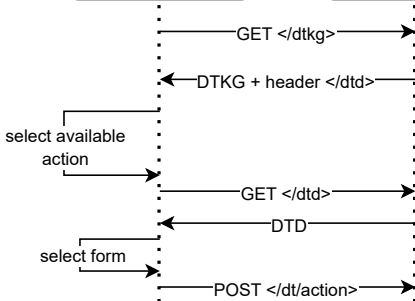 GET </dtkg>
DTKG + header </dtd>
select available
action
GET </dtd>
DTD
select form
POST </dt/action>